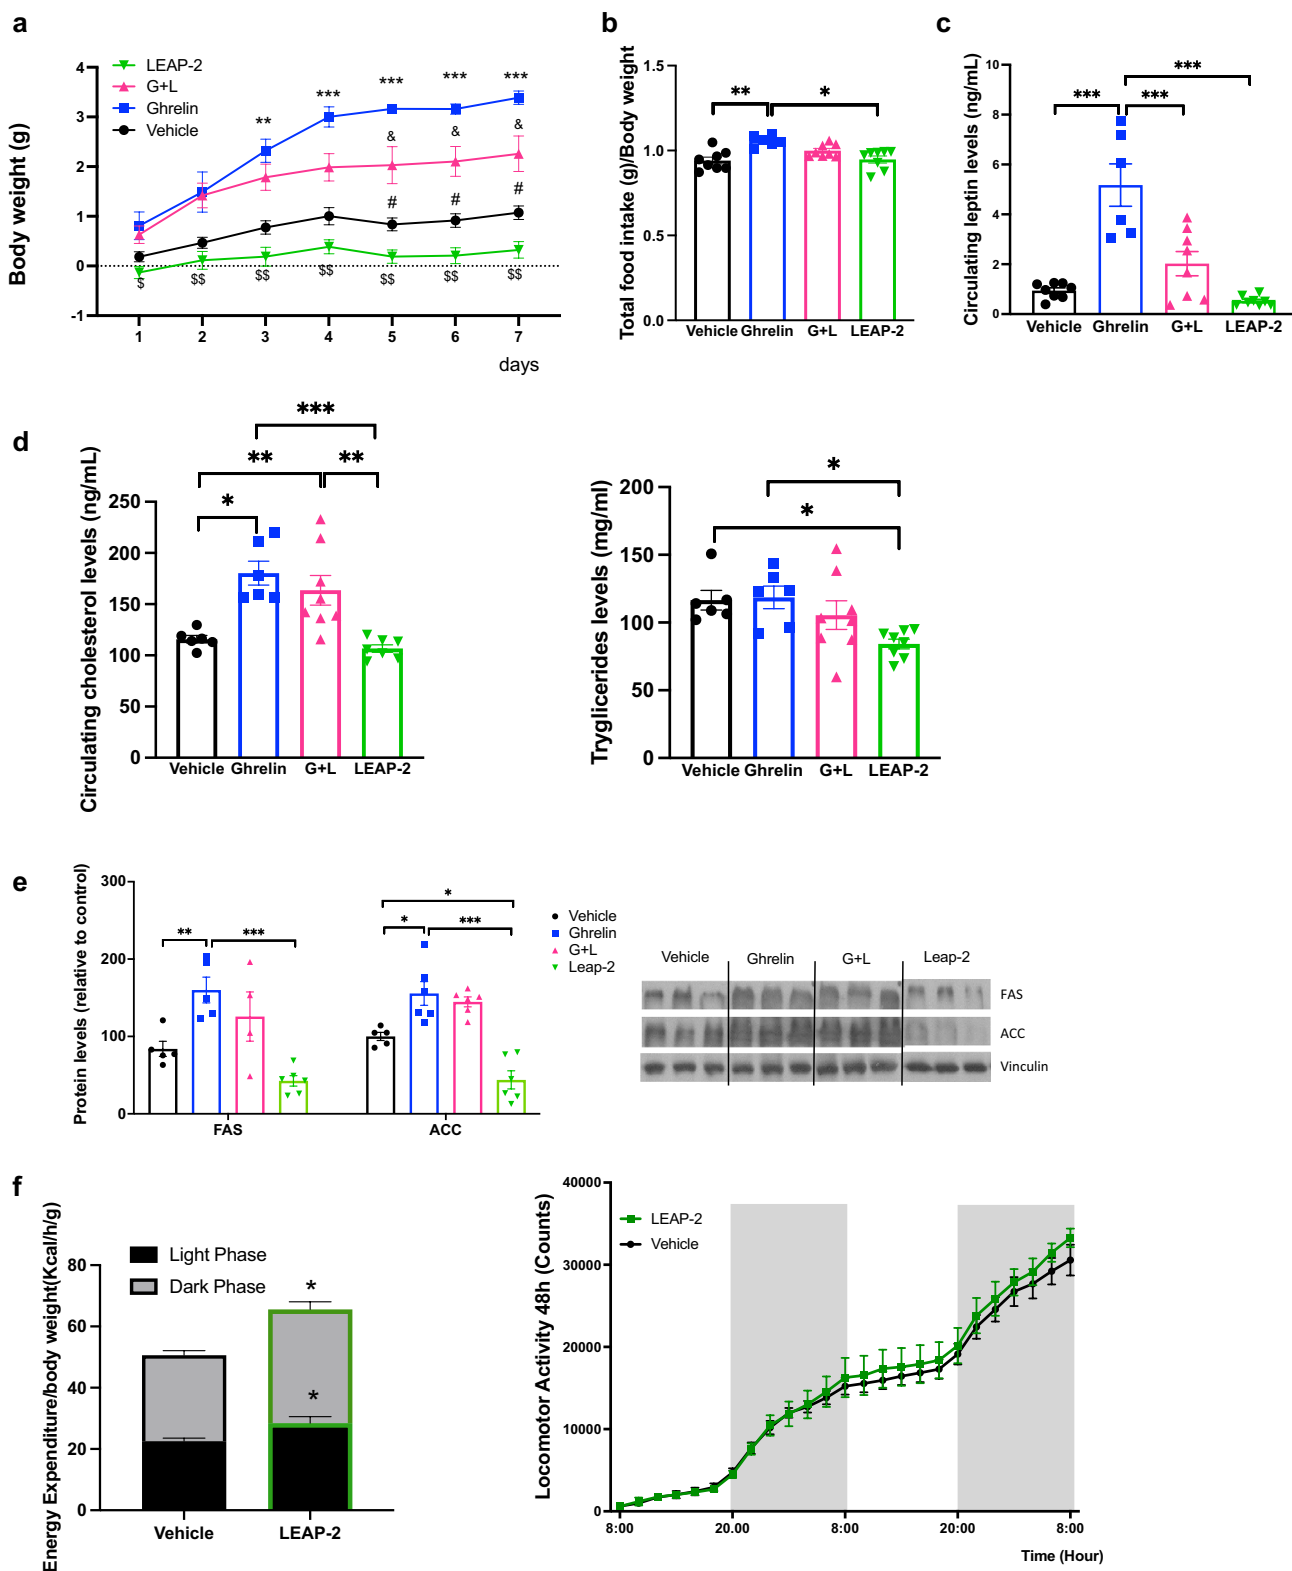 a
LEAP-2
G+L
Ghrelin
Vehicle
Body weight (g)
4
3
2
1
0
-1
** *** *** *** ***
& & &
# # #
$ $$ $$ $$ $$ $$ $$
1 2 3 4 5 6 7
days
b
Total food intake (g)/Body weight
1.5
1.0
0.5
0.0
** *
Vehicle Ghrelin G+L LEAP-2
c
Circulating leptin levels (ng/mL)
10
8
6
4
2
0
***
*** ***
Vehicle Ghrelin G+L LEAP-2
d
Circulating cholesterol levels (ng/mL)
250
200
150
100
50
0
***
** **
*
Vehicle Ghrelin G+L LEAP-2
Tryglicerides levels (mg/ml)
200
150
100
50
0
*
*
Vehicle Ghrelin G+L LEAP-2
e
Protein levels (relative to control)
300
200
100
0
** ***
*
* ***
FAS ACC
Vehicle
Ghrelin
G+L
Leap-2
Vehicle Ghrelin G+L Leap-2
FAS
ACC
Vinculin
f
Energy Expenditure/body weight(Kcal/h/g)
80
60
40
20
0
Light Phase
Dark Phase
*
*
Vehicle LEAP-2
Locomotor Activity 48h (Counts)
40000
30000
20000
10000
0
LEAP-2
Vehicle
8:00 20.00 8:00 20:00 8:00
Time (Hour)